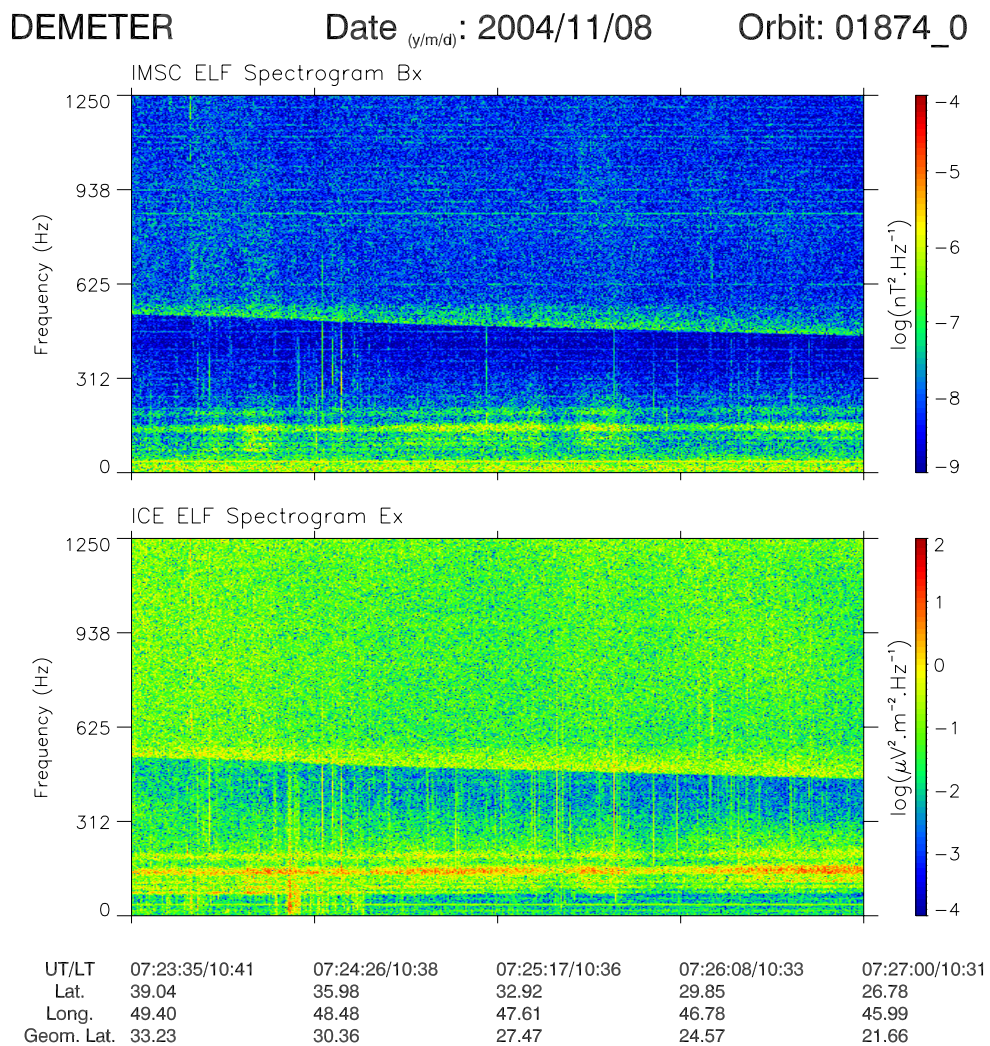 DEMETER Date (y/m/d): 2004/11/08 Orbit: 01874_0
IMSC ELF Spectrogram Bx
1250
938
625
312
0
Frequency (Hz)
−4
−5
−6
−7
−8
−9
log(nT².Hz⁻¹)
ICE ELF Spectrogram Ex
1250
938
625
312
0
Frequency (Hz)
2
1
0
−1
−2
−3
−4
log(μV².m⁻².Hz⁻¹)
UT/LT 07:23:35/10:41 07:24:26/10:38 07:25:17/10:36 07:26:08/10:33 07:27:00/10:31
Lat. 39.04 35.98 32.92 29.85 26.78
Long. 49.40 48.48 47.61 46.78 45.99
Geom. Lat. 33.23 30.36 27.47 24.57 21.66